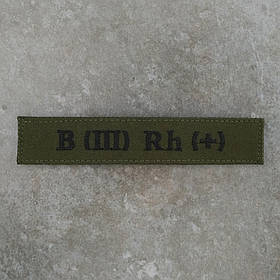 B (III) Rh (+)